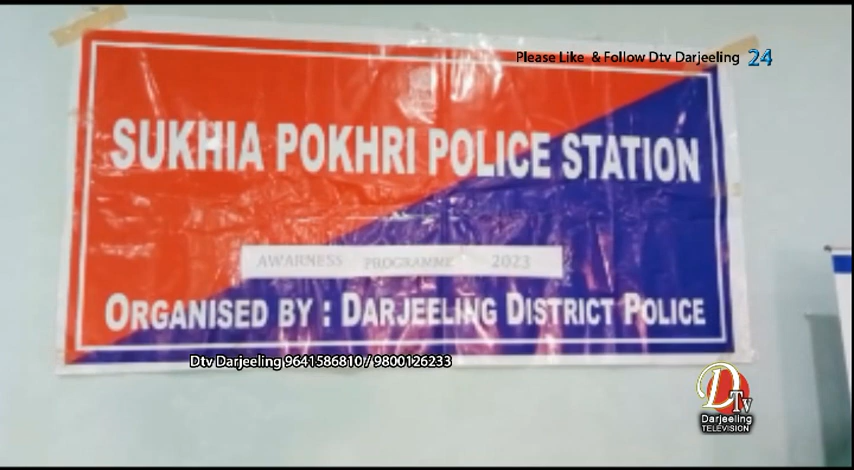 Please Like & Follow Dtv Darjeeling 24
SUKHIA POKHRI POLICE STATION
AWARNESS PROGRAMME 2023
ORGANISED BY : DARJEELING DISTRICT POLICE
Dtv Darjeeling 9641586810 / 9800126233
DTv
Darjeeling
TELEVISION